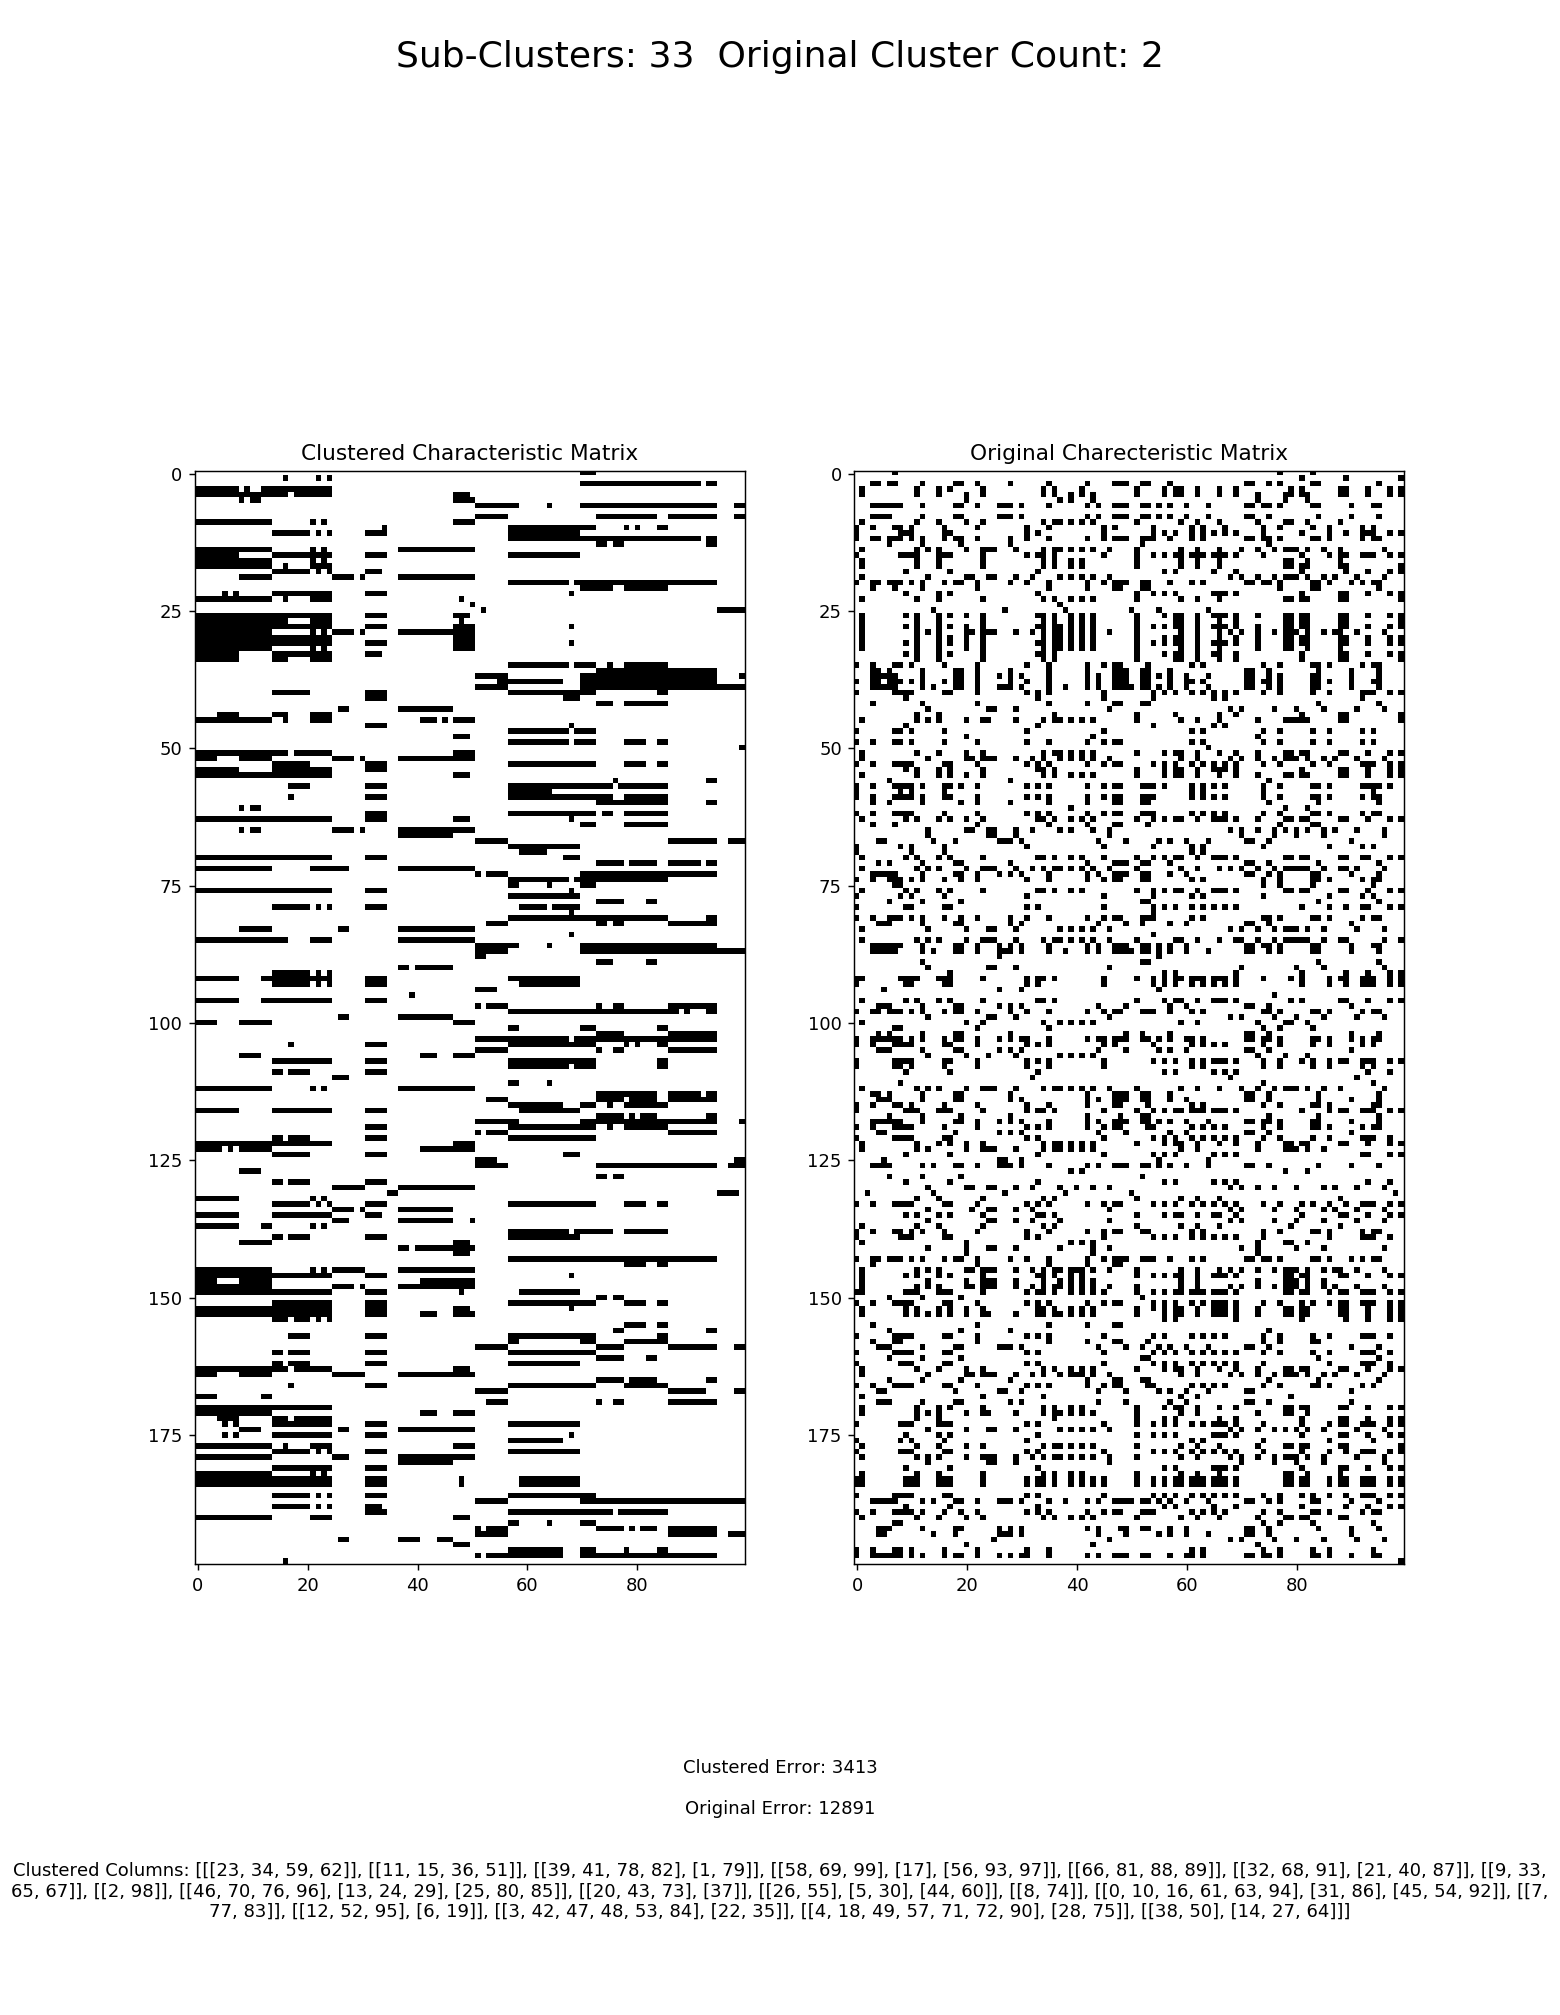 Sub-Clusters: 33  Original Cluster Count: 2
Clustered Characteristic Matrix
Original Charecteristic Matrix
0
25
50
75
100
125
150
175
0 20 40 60 80
0
25
50
75
100
125
150
175
0 20 40 60 80
Clustered Error: 3413
Original Error: 12891
Clustered Columns: [[[23, 34, 59, 62]], [[11, 15, 36, 51]], [[39, 41, 78, 82], [1, 79]], [[58, 69, 99], [17], [56, 93, 97]], [[66, 81, 88, 89]], [[32, 68, 91], [21, 40, 87]], [[9, 33,
65, 67]], [[2, 98]], [[46, 70, 76, 96], [13, 24, 29], [25, 80, 85]], [[20, 43, 73], [37]], [[26, 55], [5, 30], [44, 60]], [[8, 74]], [[0, 10, 16, 61, 63, 94], [31, 86], [45, 54, 92]], [[7,
77, 83]], [[12, 52, 95], [6, 19]], [[3, 42, 47, 48, 53, 84], [22, 35]], [[4, 18, 49, 57, 71, 72, 90], [28, 75]], [[38, 50], [14, 27, 64]]]